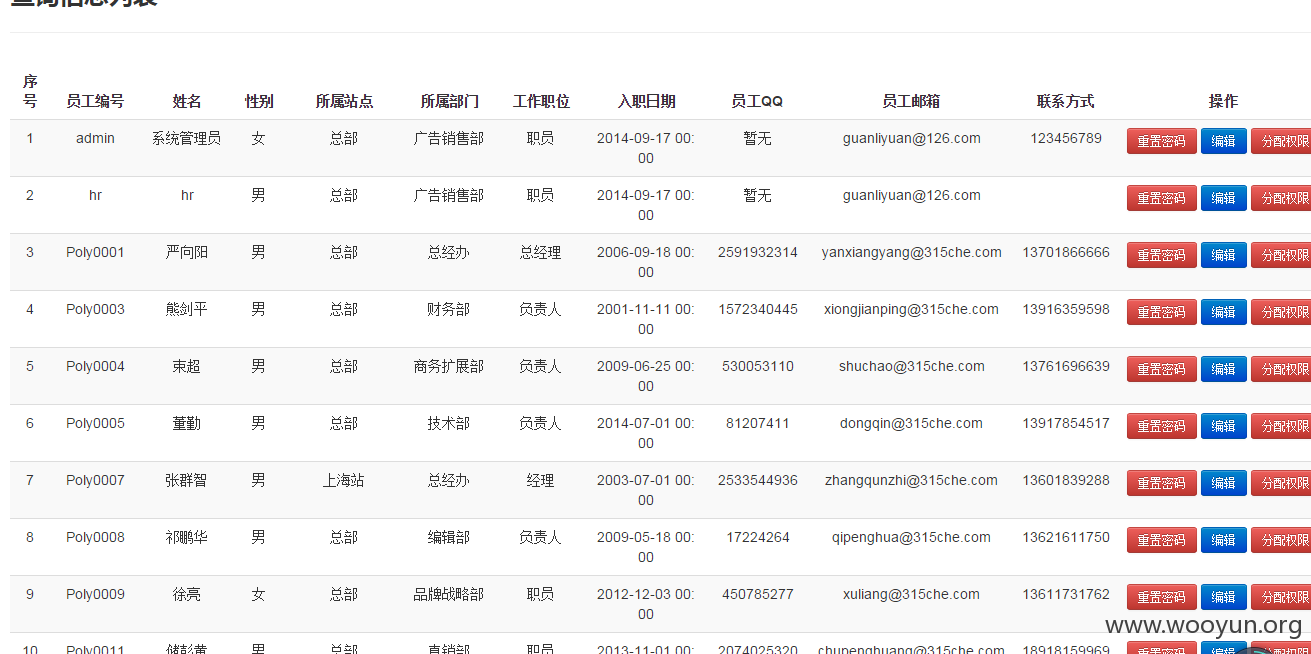 查询信息列表
序号 员工编号 姓名 性别 所属站点 所属部门 工作职位 入职日期 员工QQ 员工邮箱 联系方式 操作
1 admin 系统管理员 女 总部 广告销售部 职员 2014-09-17 00:00 暂无 guanliyuan@126.com 123456789 重置密码 编辑 分配权限
2 hr hr 男 总部 广告销售部 职员 2014-09-17 00:00 暂无 guanliyuan@126.com 重置密码 编辑 分配权限
3 Poly0001 严向阳 男 总部 总经办 总经理 2006-09-18 00:00 2591932314 yanxiangyang@315che.com 13701866666 重置密码 编辑 分配权限
4 Poly0003 熊剑平 男 总部 财务部 负责人 2001-11-11 00:00 1572340445 xiongjianping@315che.com 13916359598 重置密码 编辑 分配权限
5 Poly0004 束超 男 总部 商务扩展部 负责人 2009-06-25 00:00 530053110 shuchao@315che.com 13761696639 重置密码 编辑 分配权限
6 Poly0005 董勤 男 总部 技术部 负责人 2014-07-01 00:00 81207411 dongqin@315che.com 13917854517 重置密码 编辑 分配权限
7 Poly0007 张群智 男 上海站 总经办 经理 2003-07-01 00:00 2533544936 zhangqunzhi@315che.com 13601839288 重置密码 编辑 分配权限
8 Poly0008 祁鹏华 男 总部 编辑部 负责人 2009-05-18 00:00 17224264 qipenghua@315che.com 13621611750 重置密码 编辑 分配权限
9 Poly0009 徐亮 女 总部 品牌战略部 职员 2012-12-03 00:00 450785277 xuliang@315che.com 13611731762 重置密码 编辑 分配权限
www.wooyun.org
10 Poly0011 储彭黄 男 总部 直销部 职员 2013-11-01 00: 2074025320 chupenghuang@315che.com 18918159969 重置密码 编辑 分配权限